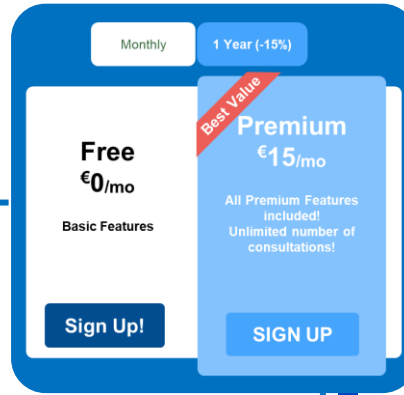 Monthly
1 Year (-15%)
Free
€0/mo
Basic Features
Sign Up!
Best Value
Premium
€15/mo
All Premium Features
included!
Unlimited number of
consultations!
SIGN UP